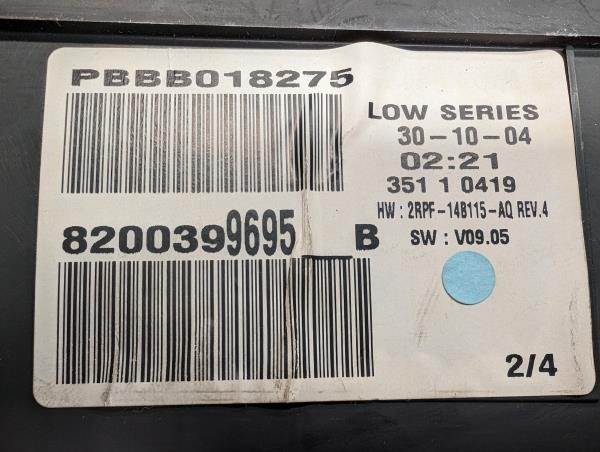 PBBB018275
LOW SERIES
30-10-04
02:21
351 1 0419
HW : 2RPF-14B115-AQ REV.4
SW : V09.05
8200399695 B
2/4